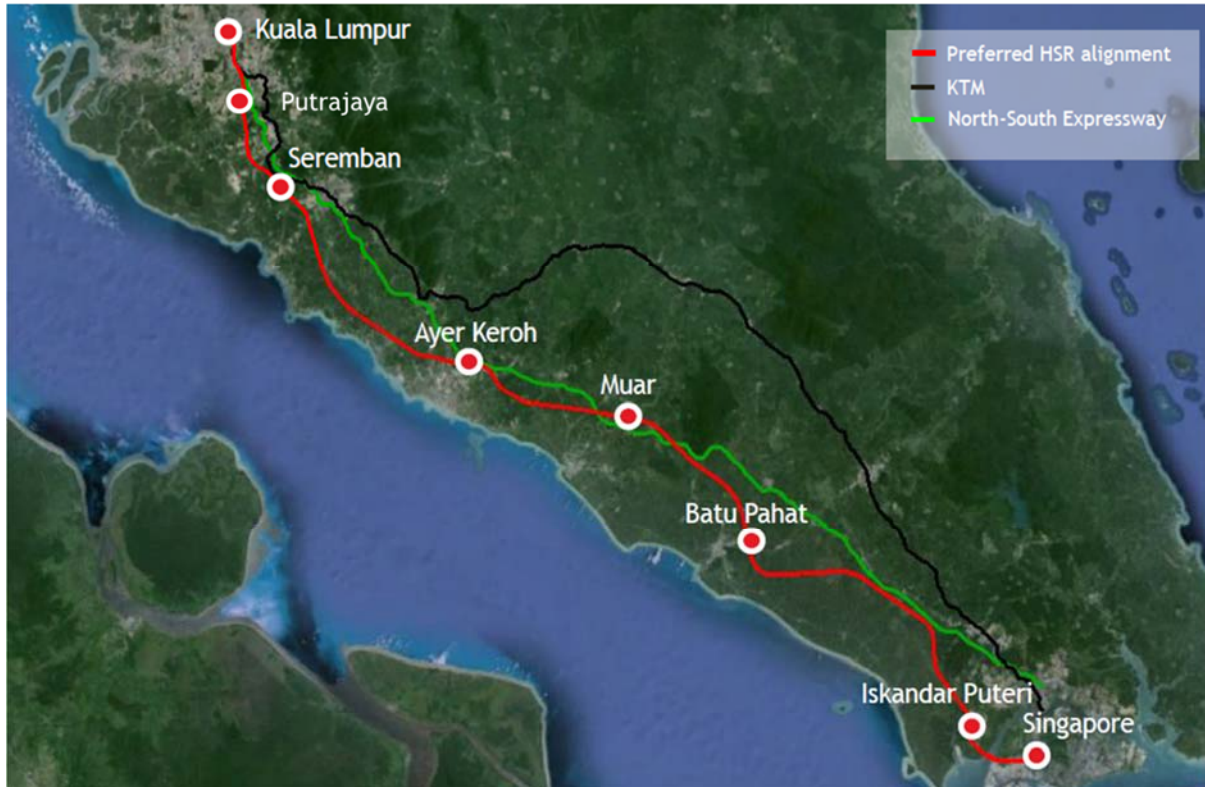 Kuala Lumpur
Preferred HSR alignment
KTM
Putrajaya
North-South Expressway
Seremban
Ayer Keroh
Muar
Batu Pahat
Iskandar Puteri
Singapore